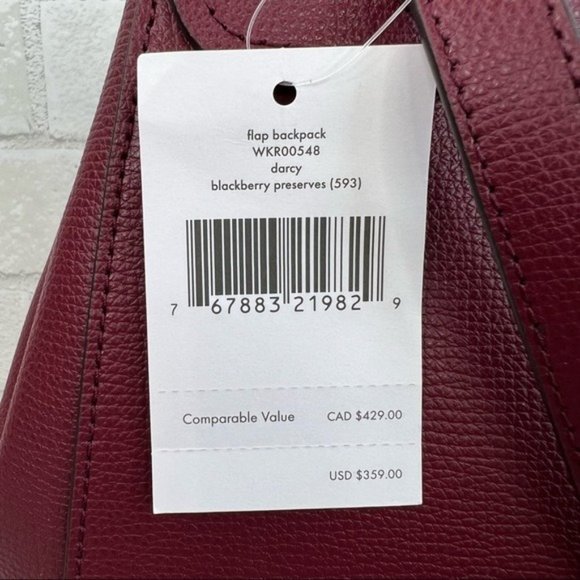 flap backpack
WKR00548
darcy
blackberry preserves (593)
7 67883 21982 9
Comparable Value CAD $429.00
USD $359.00